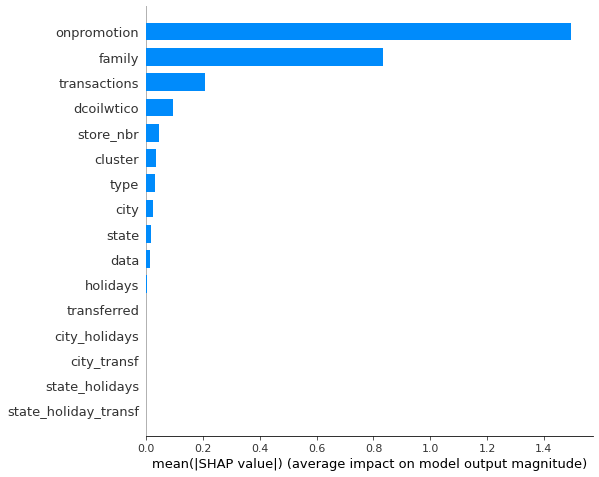 onpromotion
family
transactions
dcoilwtico
store_nbr
cluster
type
city
state
data
holidays
transferred
city_holidays
city_transf
state_holidays
state_holiday_transf
0.0 0.2 0.4 0.6 0.8 1.0 1.2 1.4
mean(|SHAP value|) (average impact on model output magnitude)